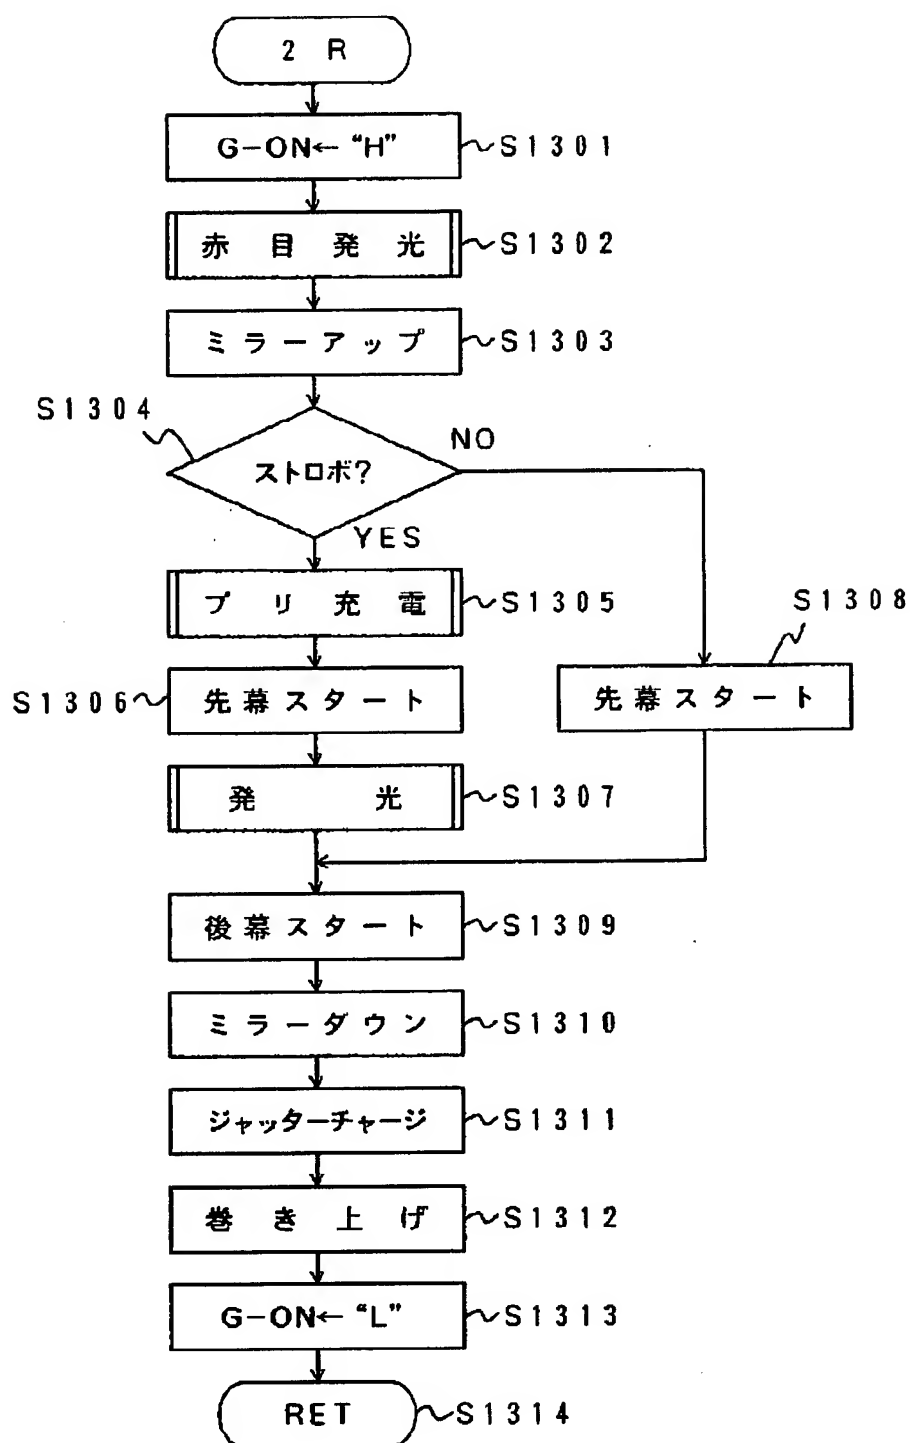 2 R
G-ON← “H” S1301
赤目発光 S1302
ミラーアップ S1303
S1304
ストロボ?
NO
YES
プリ充電 S1305
S1308
S1306 先幕スタート
先幕スタート
発光 S1307
後幕スタート S1309
ミラーダウン S1310
ジャッターチャージ S1311
巻き上げ S1312
G-ON← “L” S1313
RET S1314